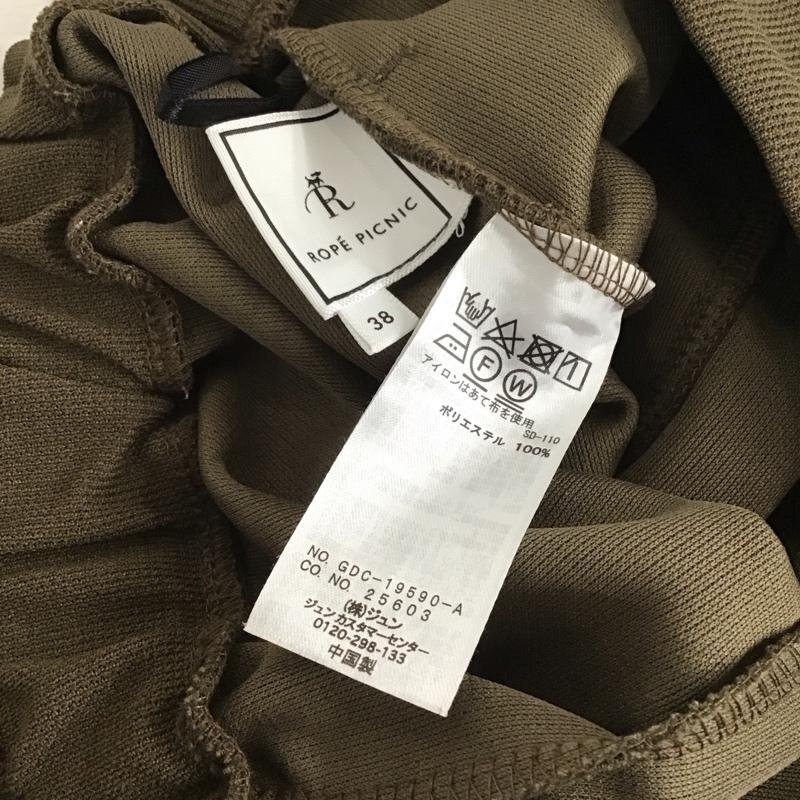 R
ROPÉ PICNIC
38
F W
アイロンはあて布を使用
SD-110
ポリエステル 100%
NO. GDC-19590-A
CO. NO. 25603
(株)ジュン
ジュンカスタマーセンター
0120-298-133
中国製